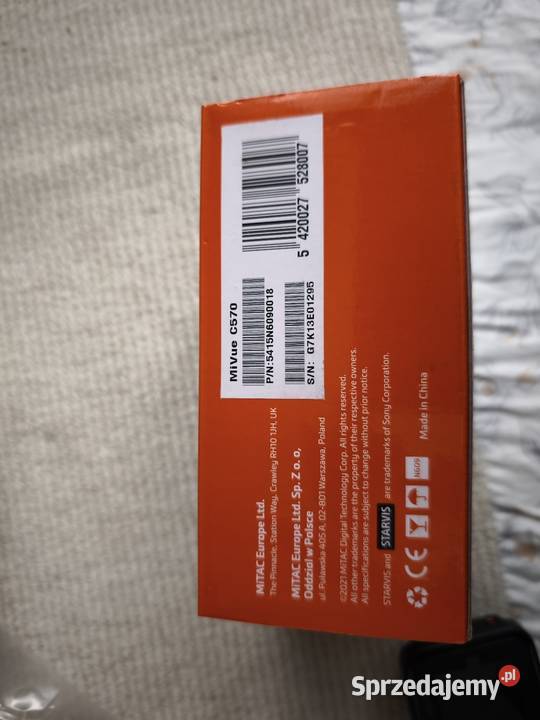 MiVue C570
P/N:5415N6090018
S/N: G7K13E01295
5 420027 528007
MiTAC Europe Ltd.
The Pinnacle, Station Way, Crawley RH10 1JH, UK
MiTAC Europe Ltd. Sp. Z o. o,
Oddział w Polsce
ul. Puławska 405 A, 02-801 Warszawa, Poland
©2021 MiTAC Digital Technology Corp. All rights reserved.
All other trademarks are the property of their respective owners.
All specifications are subject to change without prior notice.
STARVIS and STARVIS are trademarks of Sony Corporation.
CE N609 Made in China
Sprzedajemy.pl